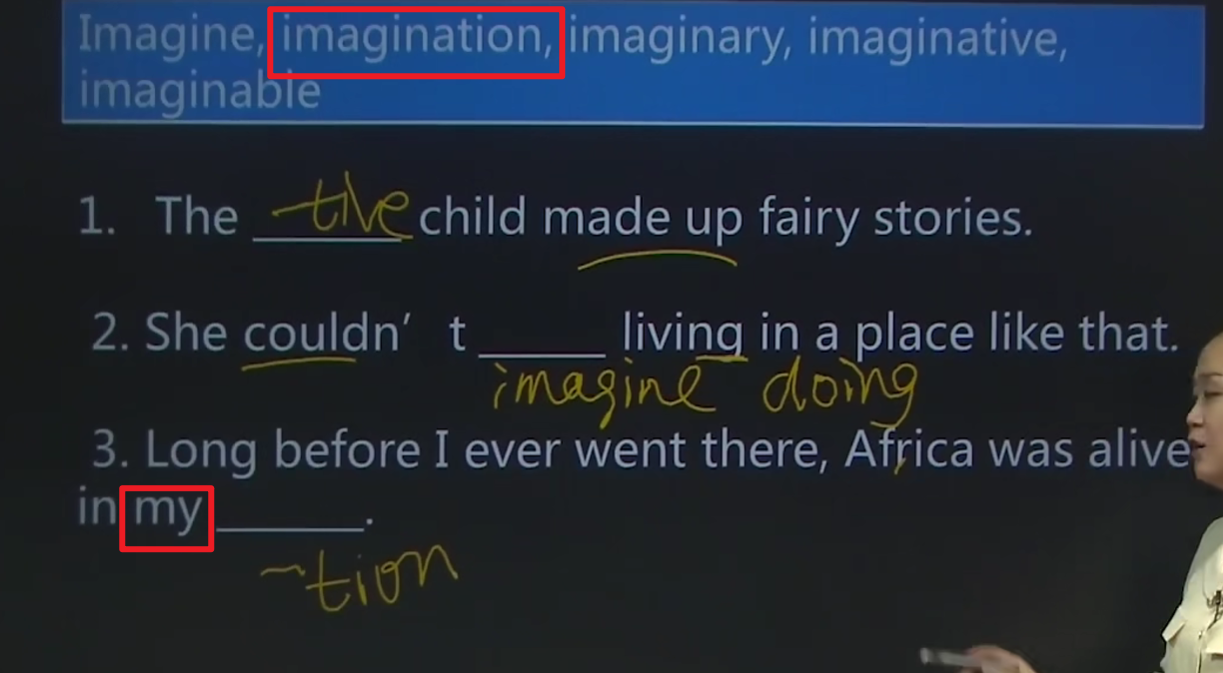 Imagine, imagination, imaginary, imaginative,
imaginable
1. The -tive child made up fairy stories.
2. She couldn' t ______ living in a place like that.
imagine doing
3. Long before I ever went there, Africa was alive
in my ______.
~tion